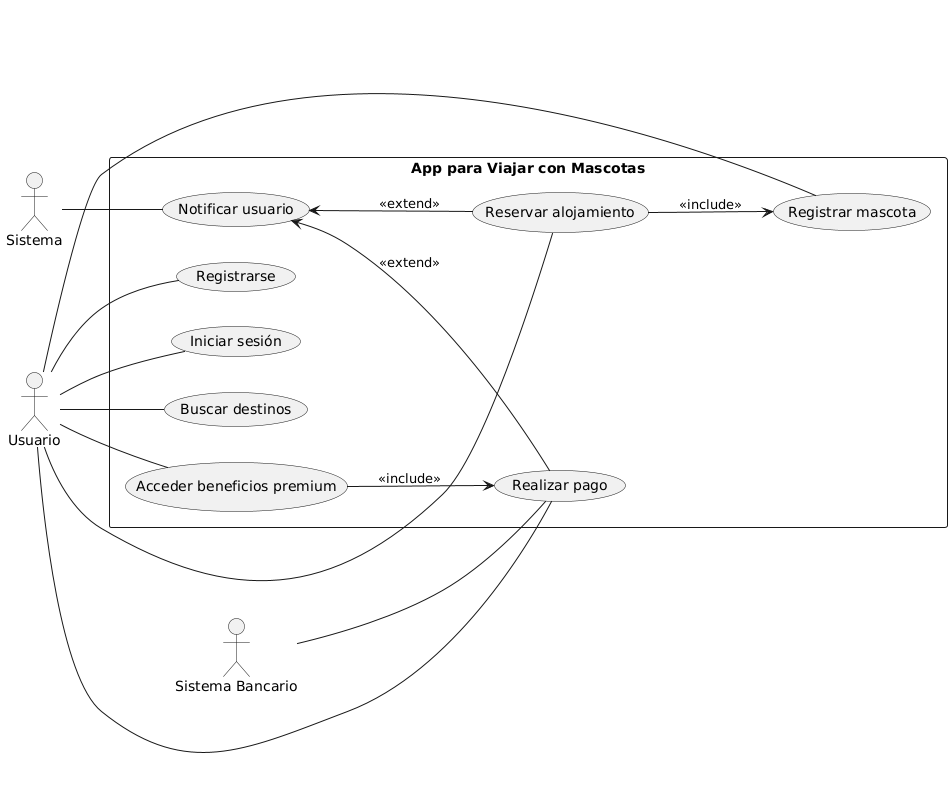 App para Viajar con Mascotas
Sistema
Notificar usuario
«extend»
Reservar alojamiento
«include»
Registrar mascota
«extend»
Registrarse
Iniciar sesión
Usuario
Buscar destinos
Acceder beneficios premium
«include»
Realizar pago
Sistema Bancario